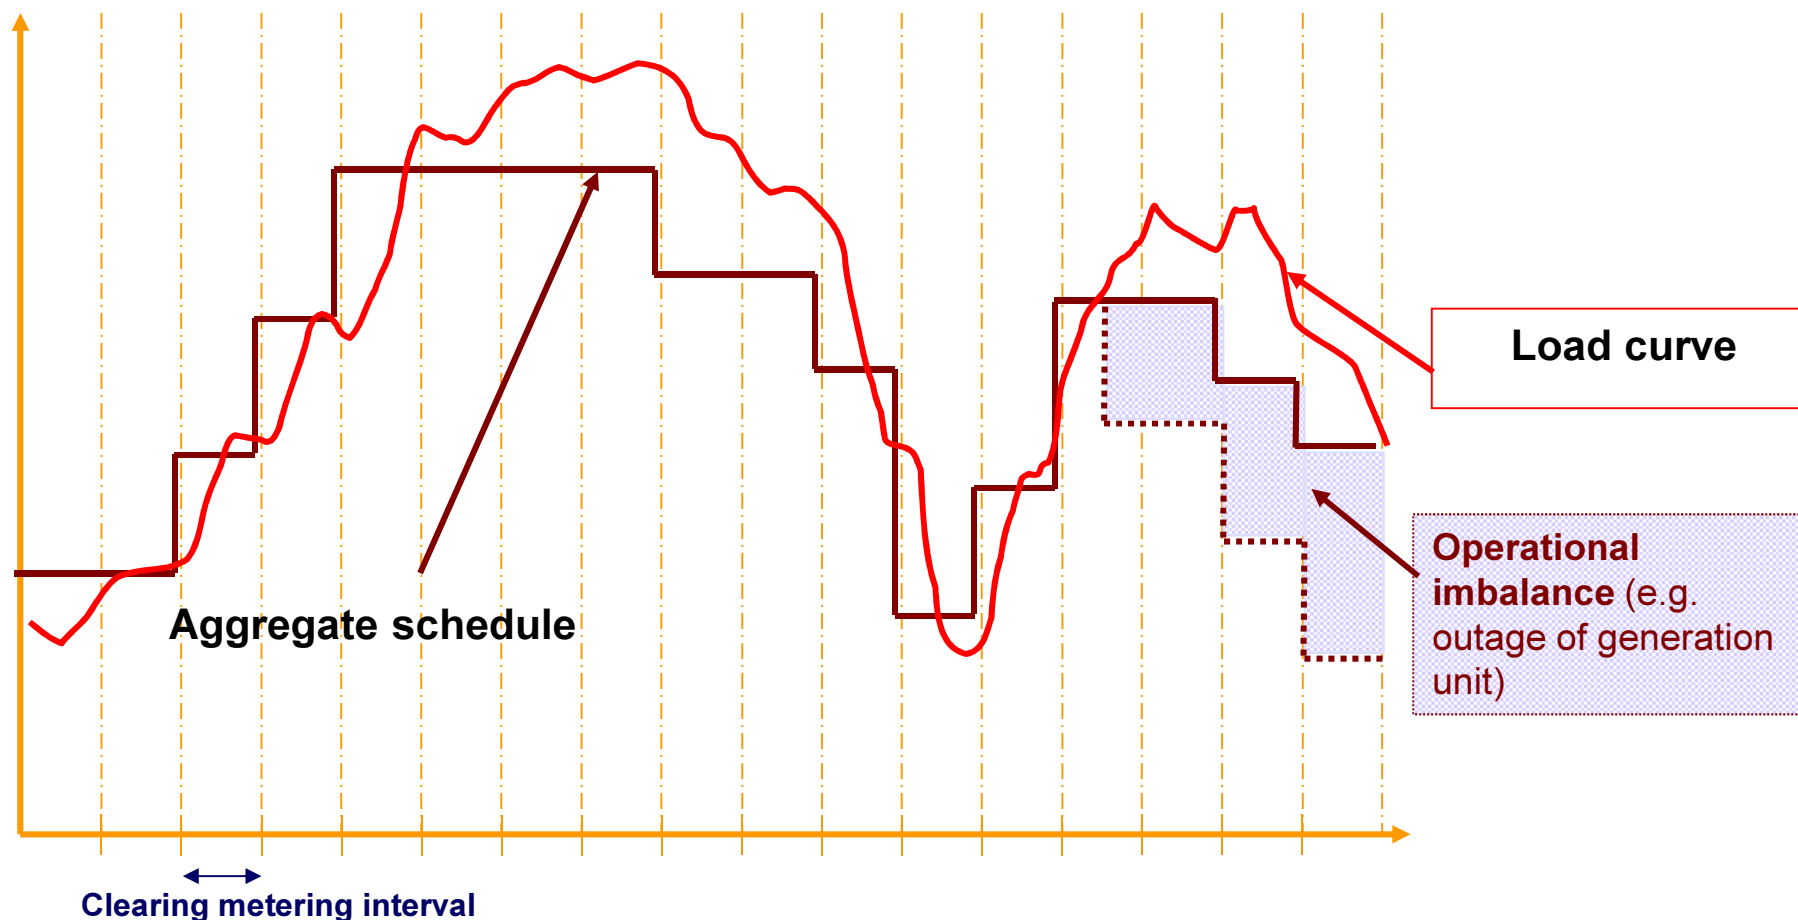 Load curve
Operational
imbalance (e.g.
outage of generation
unit)
Aggregate schedule
Clearing metering interval